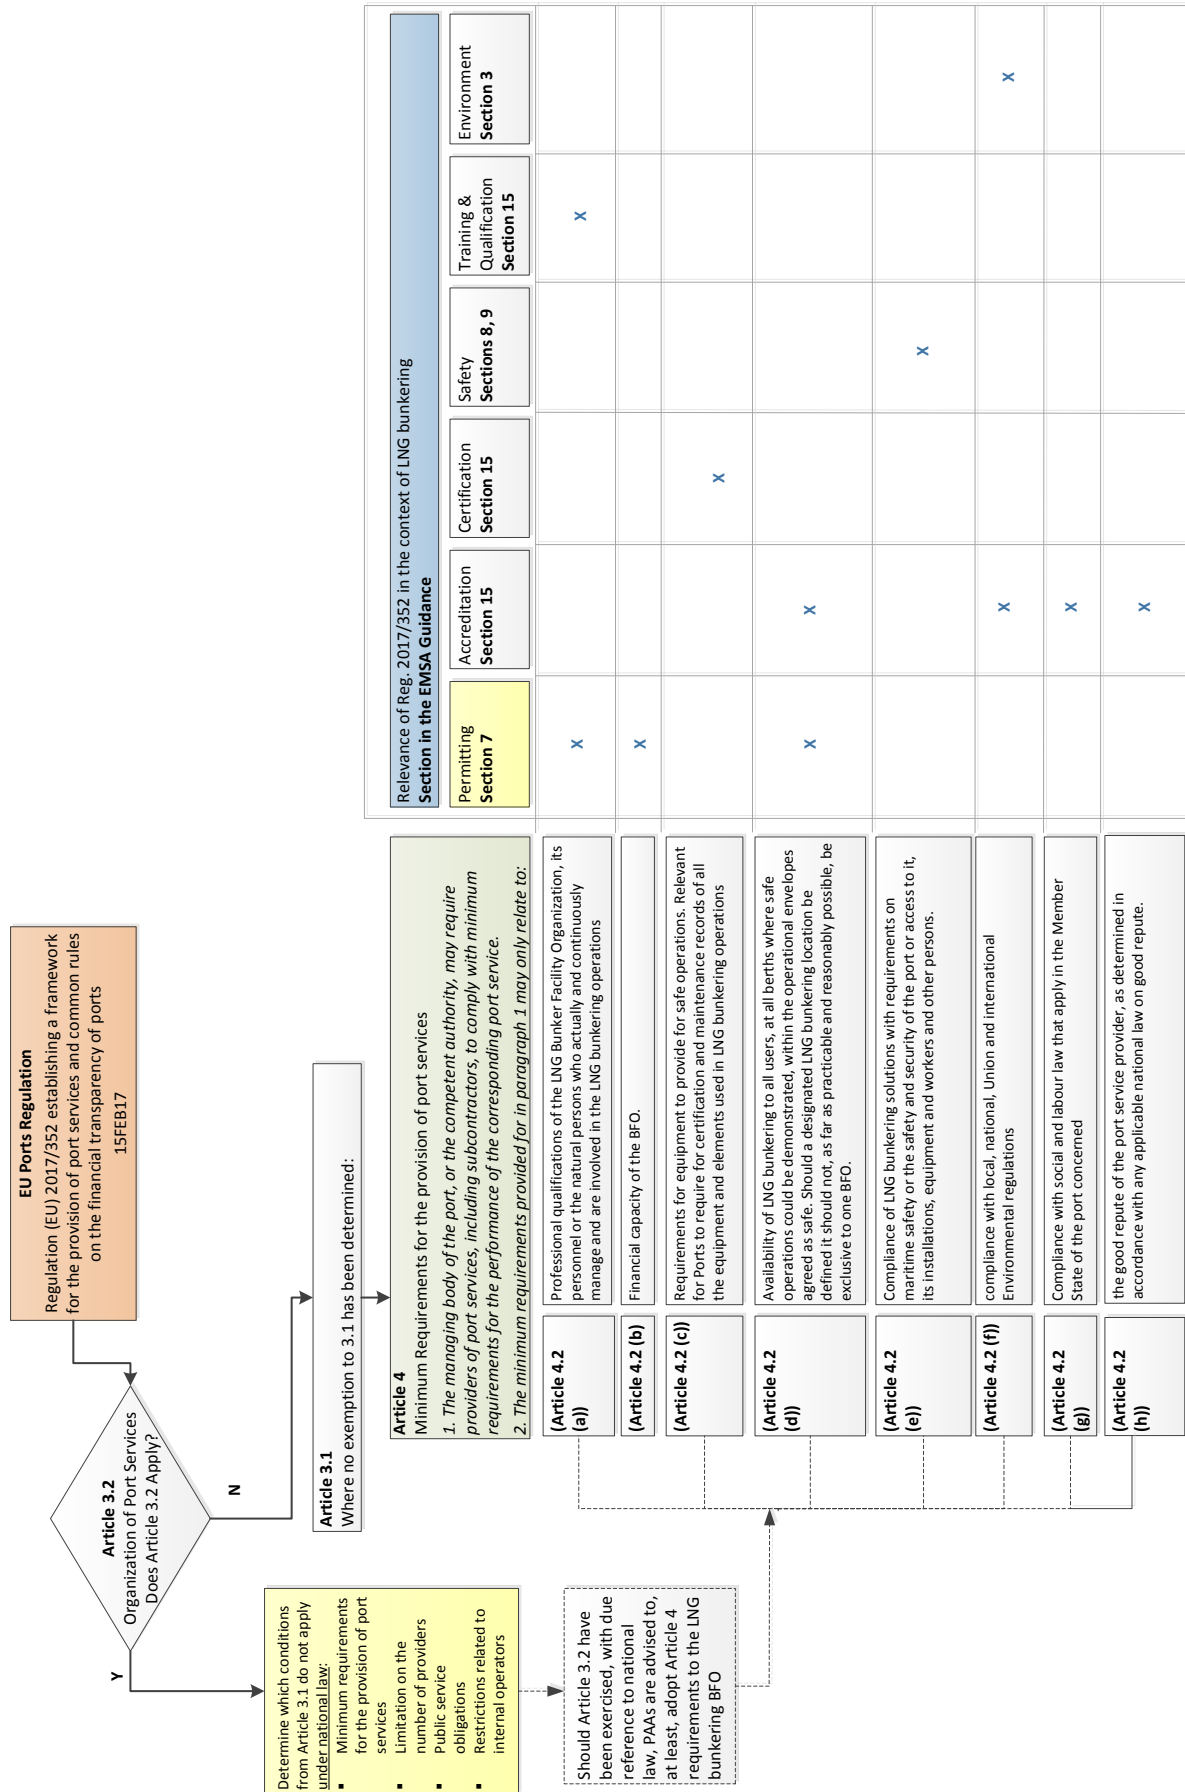 EU Ports Regulation
Regulation (EU) 2017/352 establishing a framework
for the provision of port services and common rules
on the financial transparency of ports
15FEB17
Article 3.2
Organization of Port Services
Does Article 3.2 Apply?
Y
N
Determine which conditions
from Article 3.1 do not apply
under national law:
▪ Minimum requirements
for the provision of port
services
▪ Limitation on the
number of providers
▪ Public service
obligations
▪ Restrictions related to
internal operators
Should Article 3.2 have
been exercised, with due
reference to national
law, PAAs are advised to,
at least, adopt Article 4
requirements to the LNG
bunkering BFO
Article 3.1
Where no exemption to 3.1 has been determined:
Article 4
Minimum Requirements for the provision of port services
1. The managing body of the port, or the competent authority, may require
providers of port services, including subcontractors, to comply with minimum
requirements for the performance of the corresponding port service.
2. The minimum requirements provided for in paragraph 1 may only relate to:
Relevance of Reg. 2017/352 in the context of LNG bunkering
Section in the EMSA Guidance
Permitting
Section 7
Accreditation
Section 15
Certification
Section 15
Safety
Sections 8, 9
Training &
Qualification
Section 15
Environment
Section 3
(Article 4.2
(a))
Professional qualifications of the LNG Bunker Facility Organization, its
personnel or the natural persons who actually and continuously
manage and are involved in the LNG bunkering operations
X
X
(Article 4.2 (b)
Financial capacity of the BFO.
X
(Article 4.2 (c))
Requirements for equipment to provide for safe operations. Relevant
for Ports to require for certification and maintenance records of all
the equipment and elements used in LNG bunkering operations
X
(Article 4.2
(d))
Availability of LNG bunkering to all users, at all berths where safe
operations could be demonstrated, within the operational envelopes
agreed as safe. Should a designated LNG bunkering location be
defined it should not, as far as practicable and reasonably possible, be
exclusive to one BFO.
X
X
(Article 4.2
(e))
Compliance of LNG bunkering solutions with requirements on
maritime safety or the safety and security of the port or access to it,
its installations, equipment and workers and other persons.
X
(Article 4.2 (f))
compliance with local, national, Union and international
Environmental regulations
X
X
(Article 4.2
(g))
Compliance with social and labour law that apply in the Member
State of the port concerned
X
(Article 4.2
(h))
the good repute of the port service provider, as determined in
accordance with any applicable national law on good repute.
X